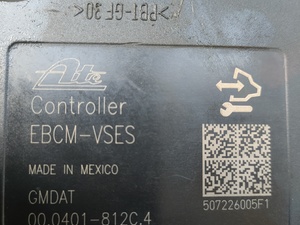 >PBT-GF30<
Ate
Controller
EBCM-VSES
MADE IN MEXICO
507226005F1
GMDAT
00.0401-812C.4